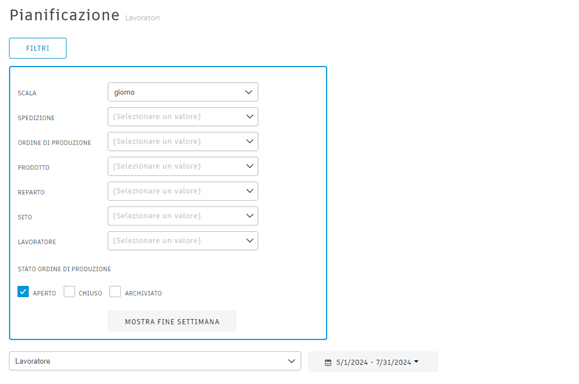 Pianificazione Lavoratori
FILTRI
SCALA giorno
SPEDIZIONE (Selezionare un valore)
ORDINE DI PRODUZIONE (Selezionare un valore)
PRODOTTO (Selezionare un valore)
REPARTO (Selezionare un valore)
SITO (Selezionare un valore)
LAVORATORE (Selezionare un valore)
STATO ORDINE DI PRODUZIONE
APERTO CHIUSO ARCHIVIATO
MOSTRA FINE SETTIMANA
Lavoratore 5/1/2024 - 7/31/2024